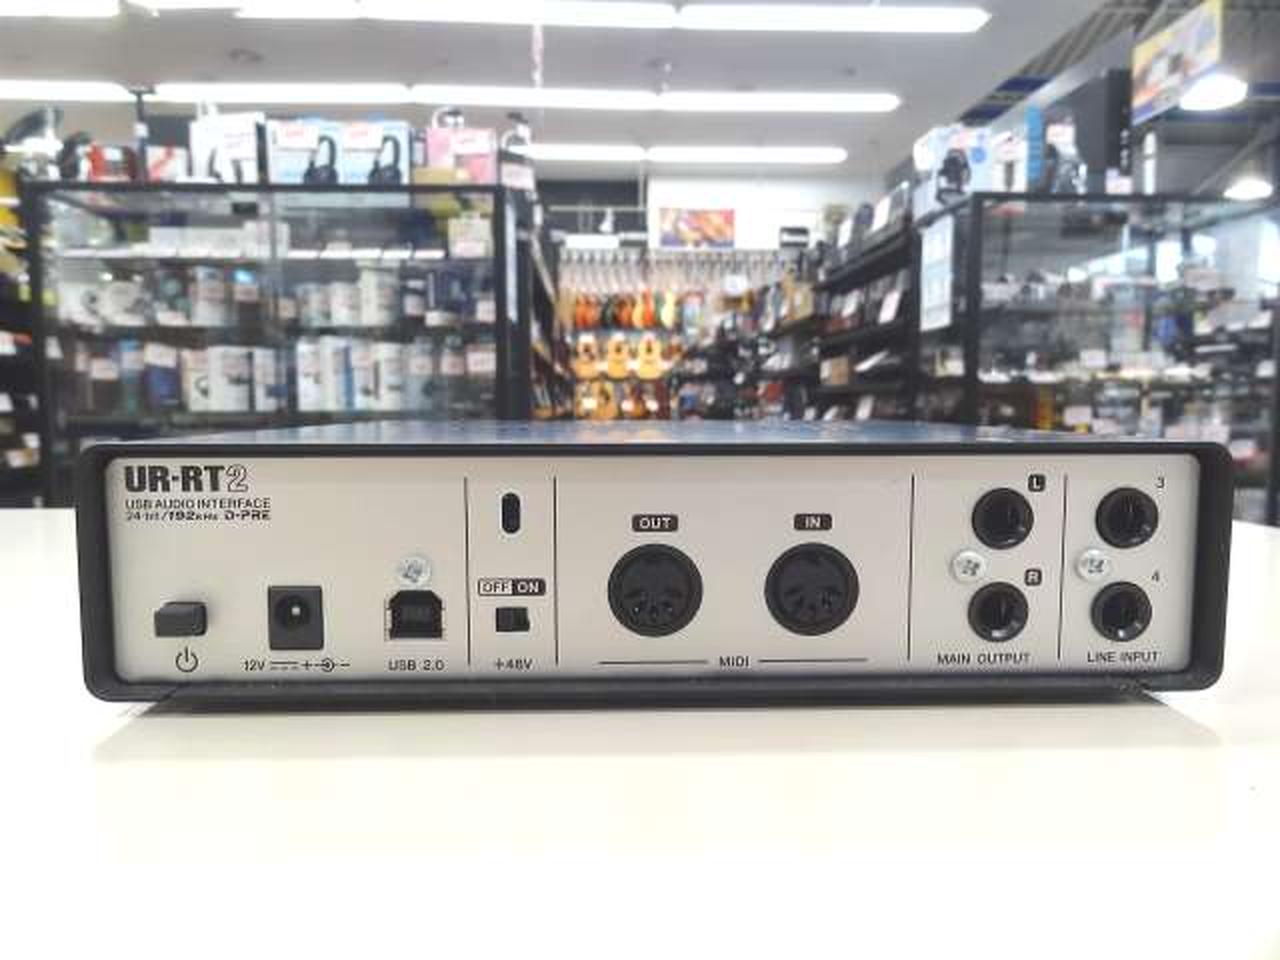 UR-RT2
USB AUDIO INTERFACE
24-bit/192kHz D-PRE
12V
USB 2.0
OFF ON
+48V
OUT
IN
MIDI
L
R
MAIN OUTPUT
3
4
LINE INPUT